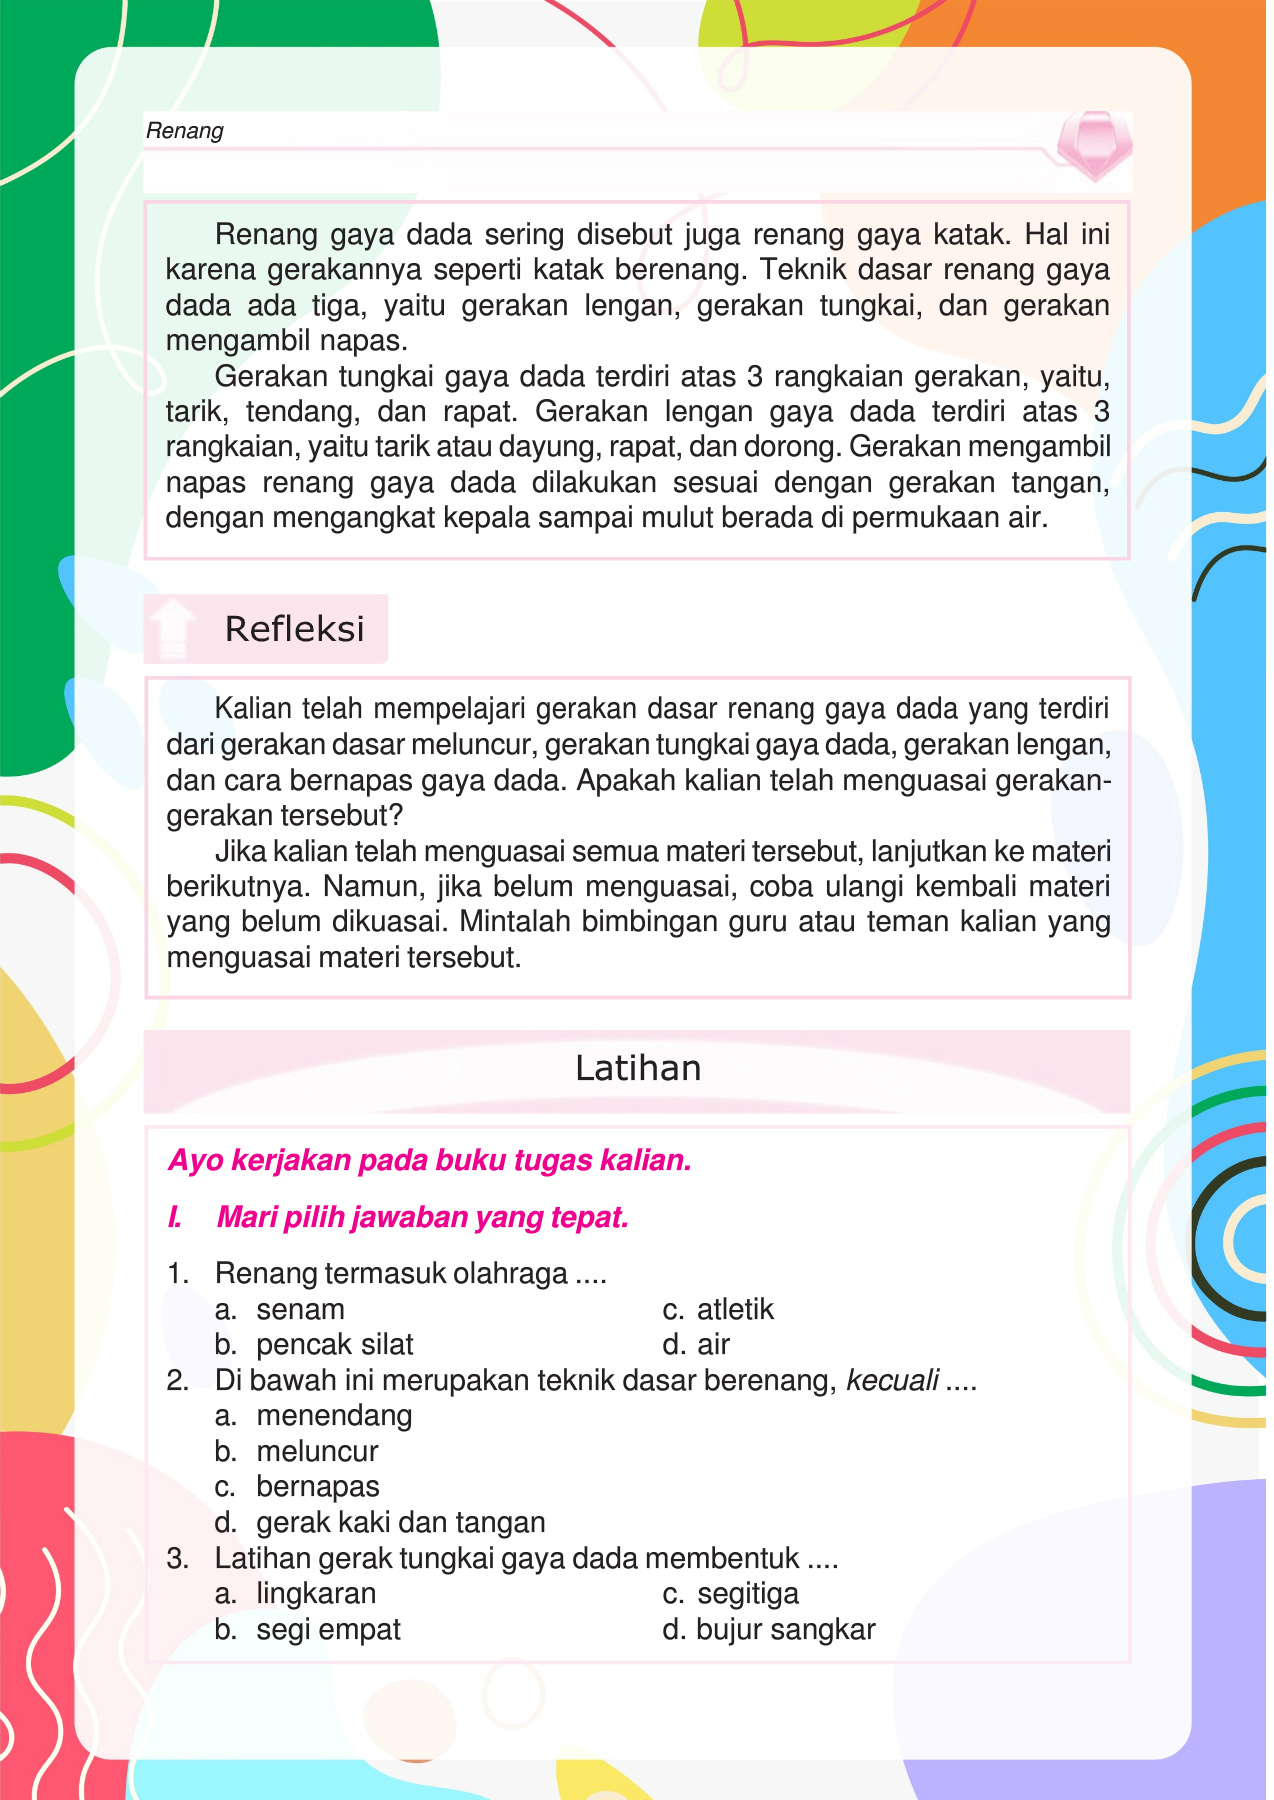 Renang
Renang gaya dada sering disebut juga renang gaya katak. Hal ini
karena gerakannya seperti katak berenang. Teknik dasar renang gaya
dada ada tiga, yaitu gerakan lengan, gerakan tungkai, dan gerakan
mengambil napas.
Gerakan tungkai gaya dada terdiri atas 3 rangkaian gerakan, yaitu,
tarik, tendang, dan rapat. Gerakan lengan gaya dada terdiri atas 3
rangkaian, yaitu tarik atau dayung, rapat, dan dorong. Gerakan mengambil
napas renang gaya dada dilakukan sesuai dengan gerakan tangan,
dengan mengangkat kepala sampai mulut berada di permukaan air.
Refleksi
Kalian telah mempelajari gerakan dasar renang gaya dada yang terdiri
dari gerakan dasar meluncur, gerakan tungkai gaya dada, gerakan lengan,
dan cara bernapas gaya dada. Apakah kalian telah menguasai gerakan-
gerakan tersebut?
Jika kalian telah menguasai semua materi tersebut, lanjutkan ke materi
berikutnya. Namun, jika belum menguasai, coba ulangi kembali materi
yang belum dikuasai. Mintalah bimbingan guru atau teman kalian yang
menguasai materi tersebut.
Latihan
Ayo kerjakan pada buku tugas kalian.
I. Mari pilih jawaban yang tepat.
1. Renang termasuk olahraga ....
a. senam c. atletik
b. pencak silat d. air
2. Di bawah ini merupakan teknik dasar berenang, kecuali ....
a. menendang
b. meluncur
c. bernapas
d. gerak kaki dan tangan
3. Latihan gerak tungkai gaya dada membentuk ....
a. lingkaran c. segitiga
b. segi empat d. bujur sangkar